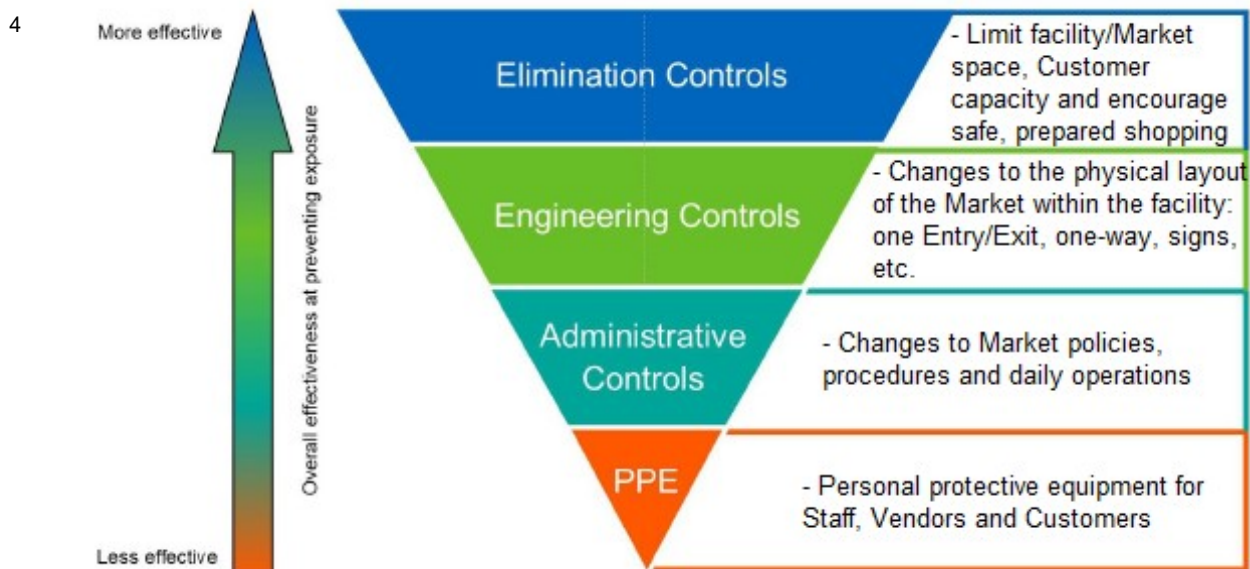 4
More effective
Overall effectiveness at preventing exposure
Less effective
Elimination Controls
- Limit facility/Market
space, Customer
capacity and encourage
safe, prepared shopping
Engineering Controls
- Changes to the physical layout
of the Market within the facility:
one Entry/Exit, one-way, signs,
etc.
Administrative
Controls
- Changes to Market policies,
procedures and daily operations
PPE
- Personal protective equipment for
Staff, Vendors and Customers